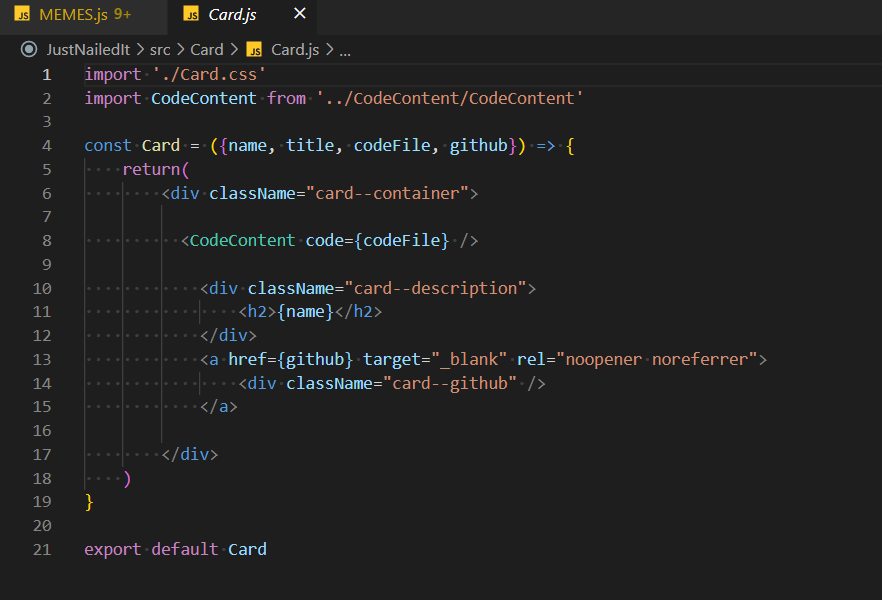 JS MEMES.js 9+ JS Card.js ×
JustNailedIt > src > Card > JS Card.js > ...
1 import './Card.css'
2 import CodeContent from '../CodeContent/CodeContent'
3
4 const Card = ({name, title, codeFile, github}) => {
5     return(
6         <div className="card--container">
7
8           <CodeContent code={codeFile} />
9
10             <div className="card--description">
11                 <h2>{name}</h2>
12             </div>
13             <a href={github} target="_blank" rel="noopener noreferrer">
14                 <div className="card--github" />
15             </a>
16
17         </div>
18     )
19 }
20
21 export default Card